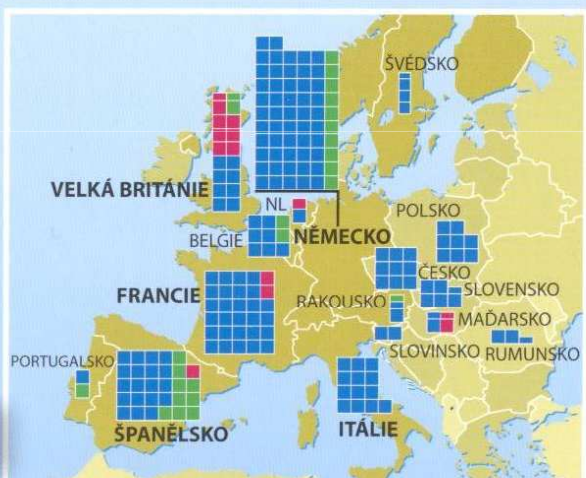 ŠVÉDSKO
VELKÁ BRITÁNIE
NL
POLSKO
BELGIE
NĚMECKO
ČESKO
FRANCIE
SLOVENSKO
RAKOUSKO
MAĎARSKO
SLOVINSKO
RUMUNSKO
PORTUGALSKO
ŠPANĚLSKO
ITÁLIE